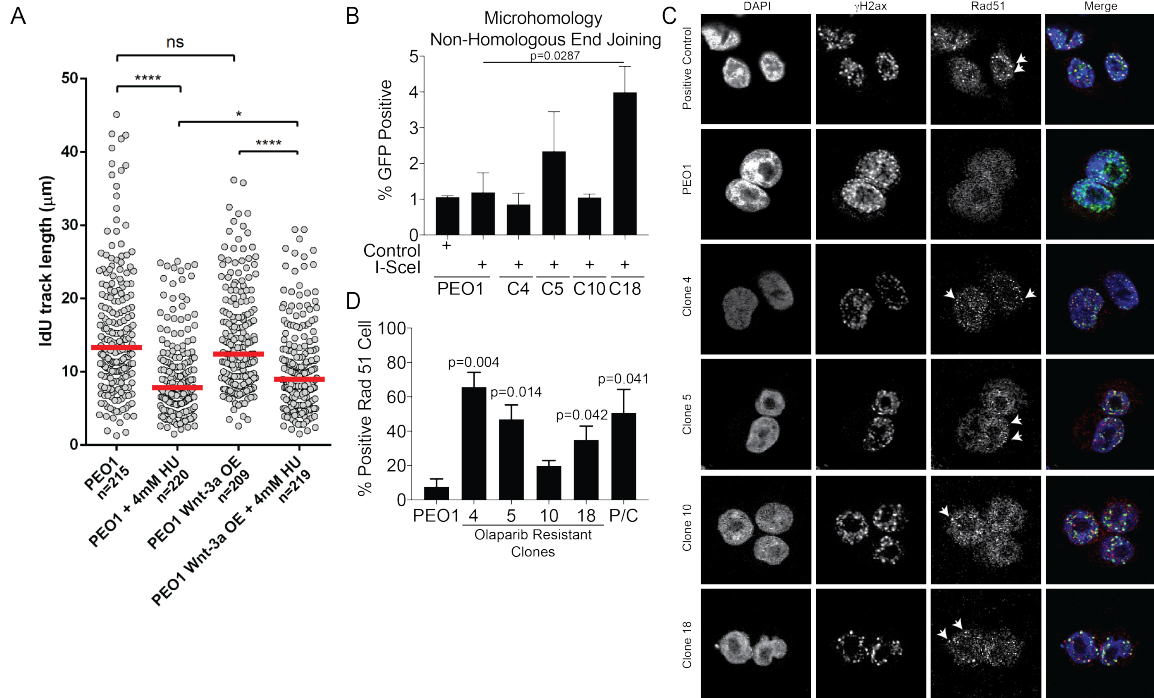 A
ns
****
*
****
IdU track length (μm)
50
40
30
20
10
0
PEO1
n=215
PEO1 + 4mM HU
n=220
PEO1 Wnt-3a OE
n=209
PEO1 Wnt-3a OE + 4mM HU
n=219
B
Microhomology
Non-Homologous End Joining
p=0.0287
% GFP Positive
5
4
3
2
1
0
Control +
I-SceI + + + + +
PEO1 C4 C5 C10 C18
D
% Positive Rad 51 Cell
100
80
60
40
20
0
p=0.004
p=0.014
p=0.042
p=0.041
PEO1 4 5 10 18 P/C
Olaparib Resistant
Clones
C
DAPI γH2ax Rad51 Merge
Positive Control
PEO1
Clone 4
Clone 5
Clone 10
Clone 18